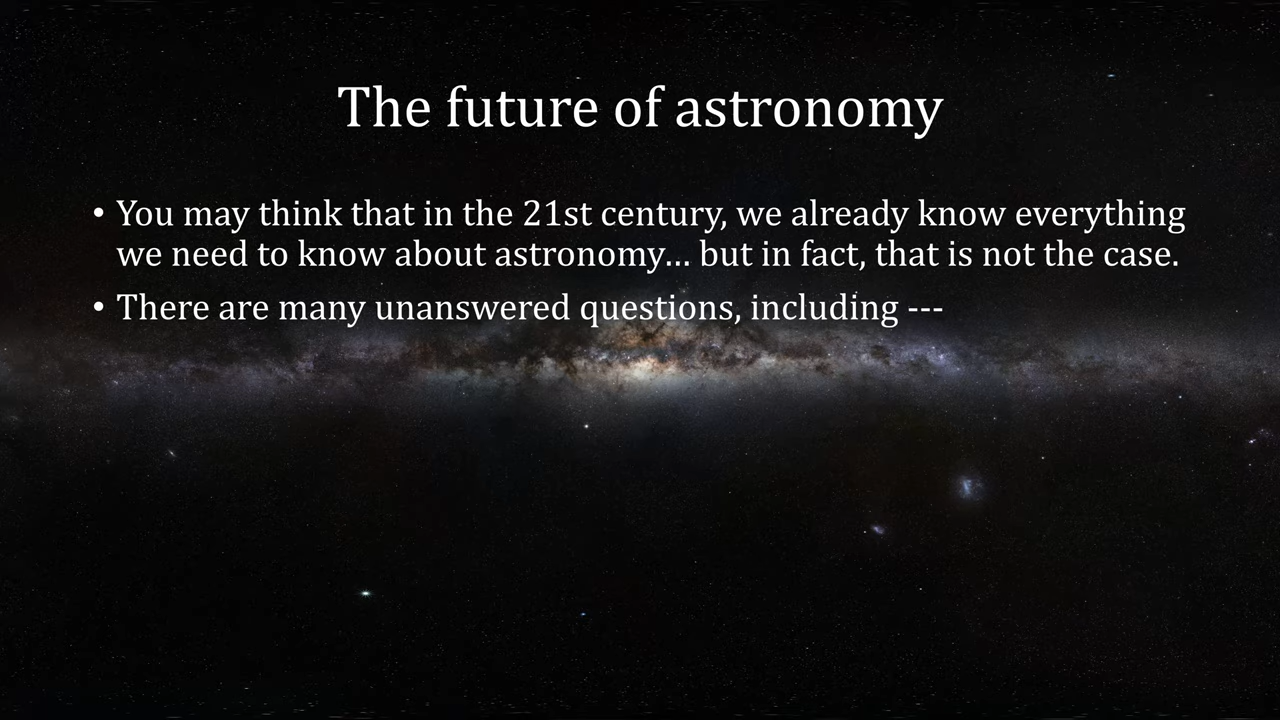 The future of astronomy
• You may think that in the 21st century, we already know everything
we need to know about astronomy… but in fact, that is not the case.
• There are many unanswered questions, including ---